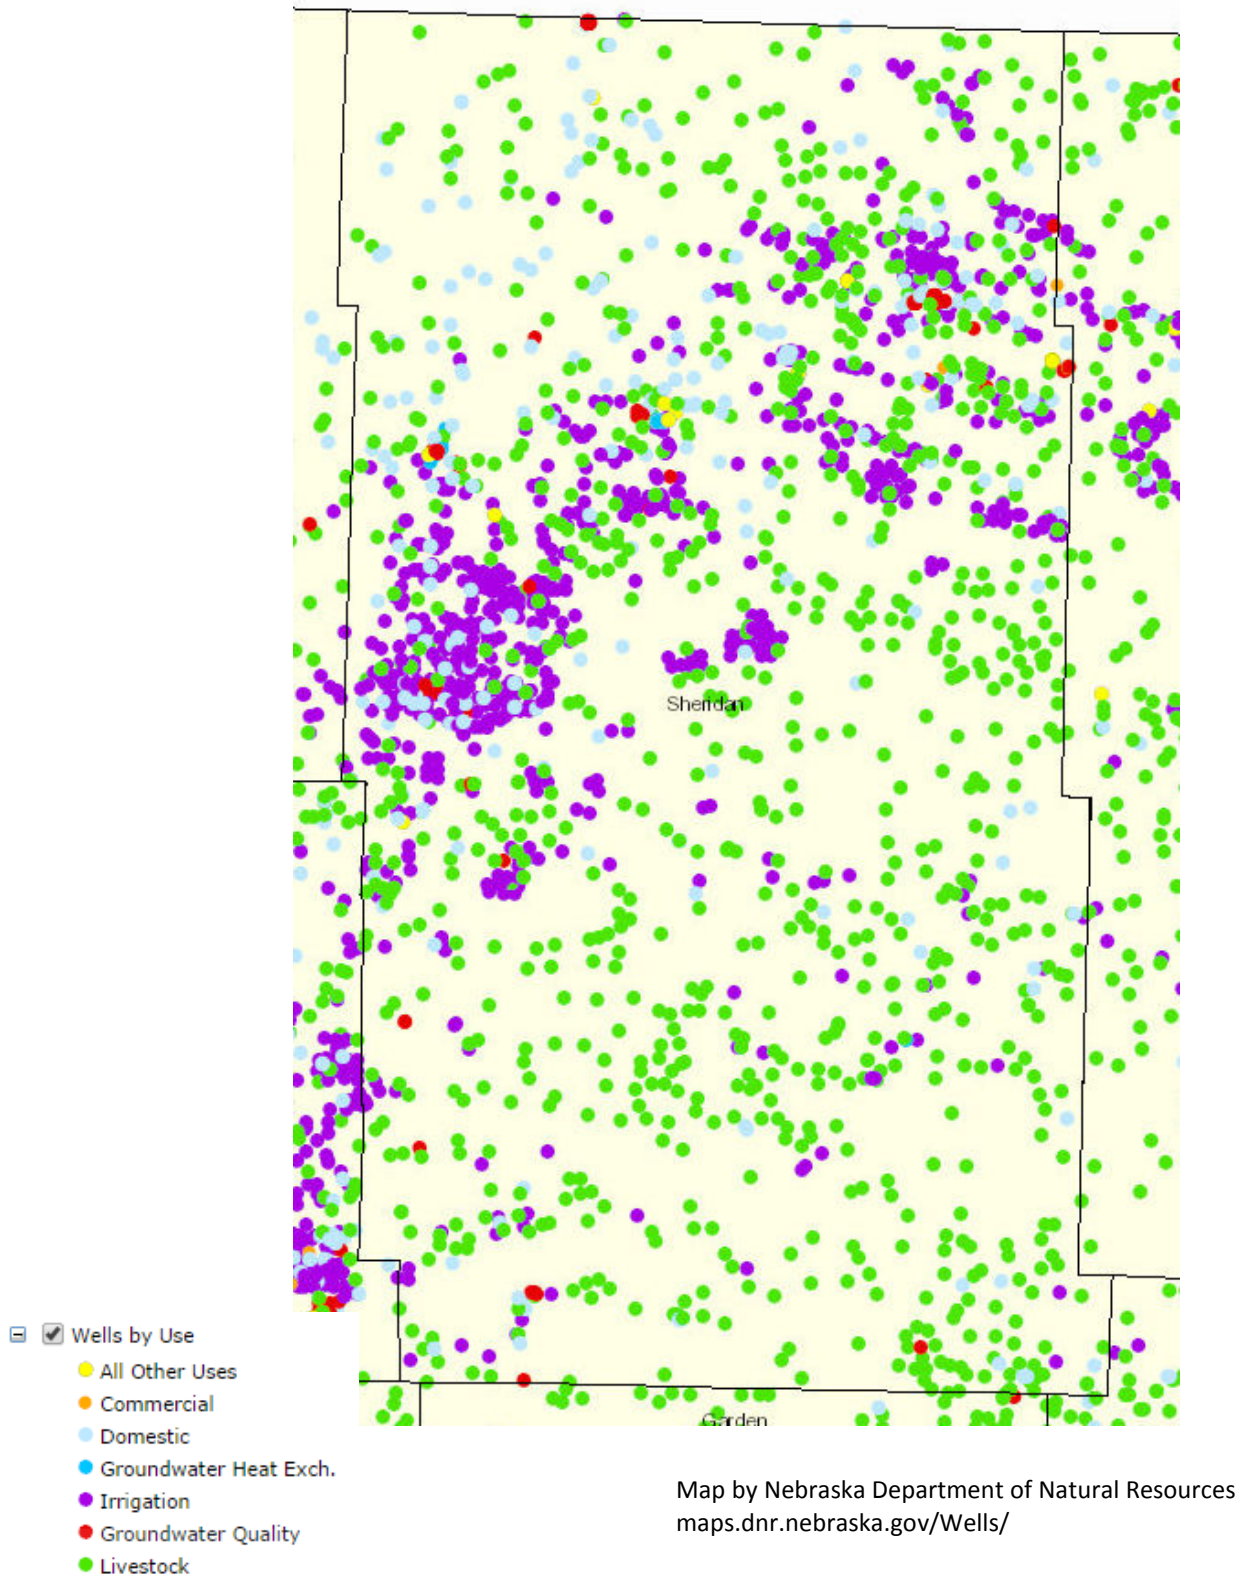 Sheridan
Garden
Wells by Use
All Other Uses
Commercial
Domestic
Groundwater Heat Exch.
Irrigation
Groundwater Quality
Livestock
Map by Nebraska Department of Natural Resources
maps.dnr.nebraska.gov/Wells/